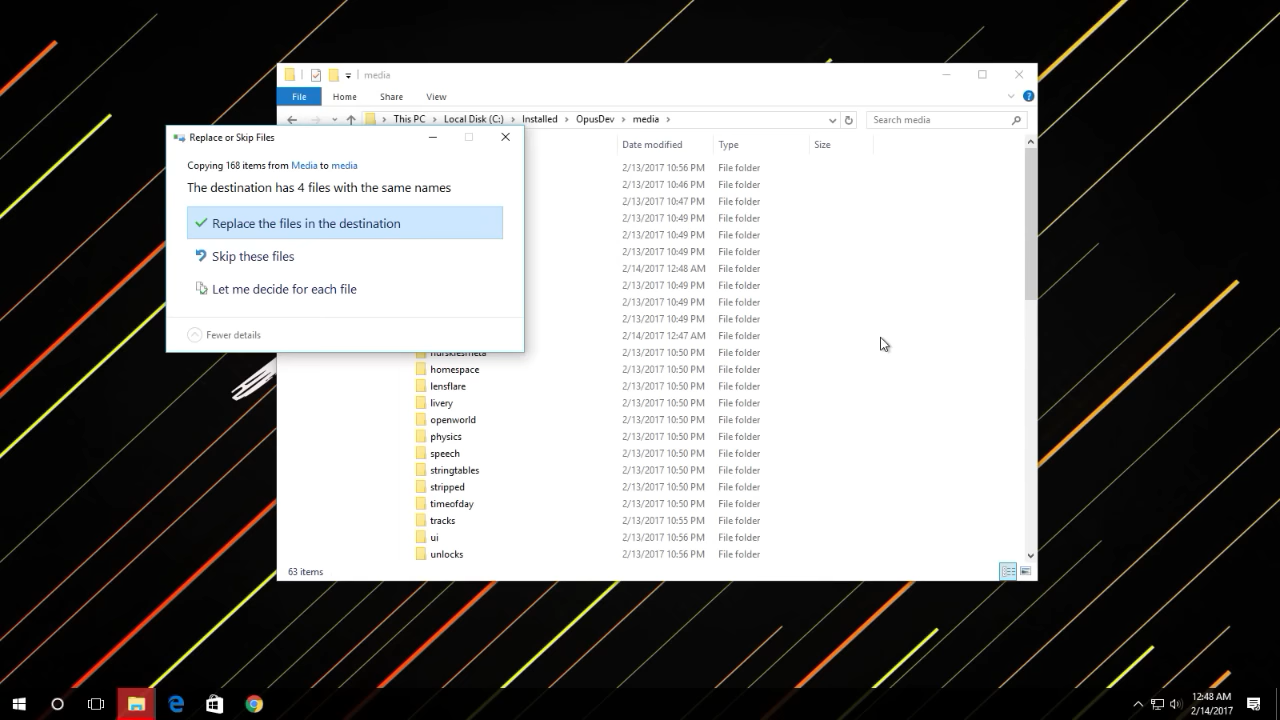 media
File
Home
Share
View
This PC
Local Disk (C:)
Installed
OpusDev
media
Search media
Replace or Skip Files
Copying 168 items from Media to media
The destination has 4 files with the same names
Replace the files in the destination
Skip these files
Let me decide for each file
Fewer details
Date modified Type Size
2/13/2017 10:56 PM File folder
2/13/2017 10:46 PM File folder
2/13/2017 10:47 PM File folder
2/13/2017 10:49 PM File folder
2/13/2017 10:49 PM File folder
2/13/2017 10:49 PM File folder
2/14/2017 12:48 AM File folder
2/13/2017 10:49 PM File folder
2/13/2017 10:49 PM File folder
2/13/2017 10:49 PM File folder
2/14/2017 12:47 AM File folder
2/13/2017 10:50 PM File folder
homespace 2/13/2017 10:50 PM File folder
lensflare 2/13/2017 10:50 PM File folder
livery 2/13/2017 10:50 PM File folder
openworld 2/13/2017 10:50 PM File folder
physics 2/13/2017 10:50 PM File folder
speech 2/13/2017 10:50 PM File folder
stringtables 2/13/2017 10:50 PM File folder
stripped 2/13/2017 10:50 PM File folder
timeofday 2/13/2017 10:50 PM File folder
tracks 2/13/2017 10:55 PM File folder
ui 2/13/2017 10:56 PM File folder
unlocks 2/13/2017 10:50 PM File folder
63 items
12:48 AM
2/14/2017